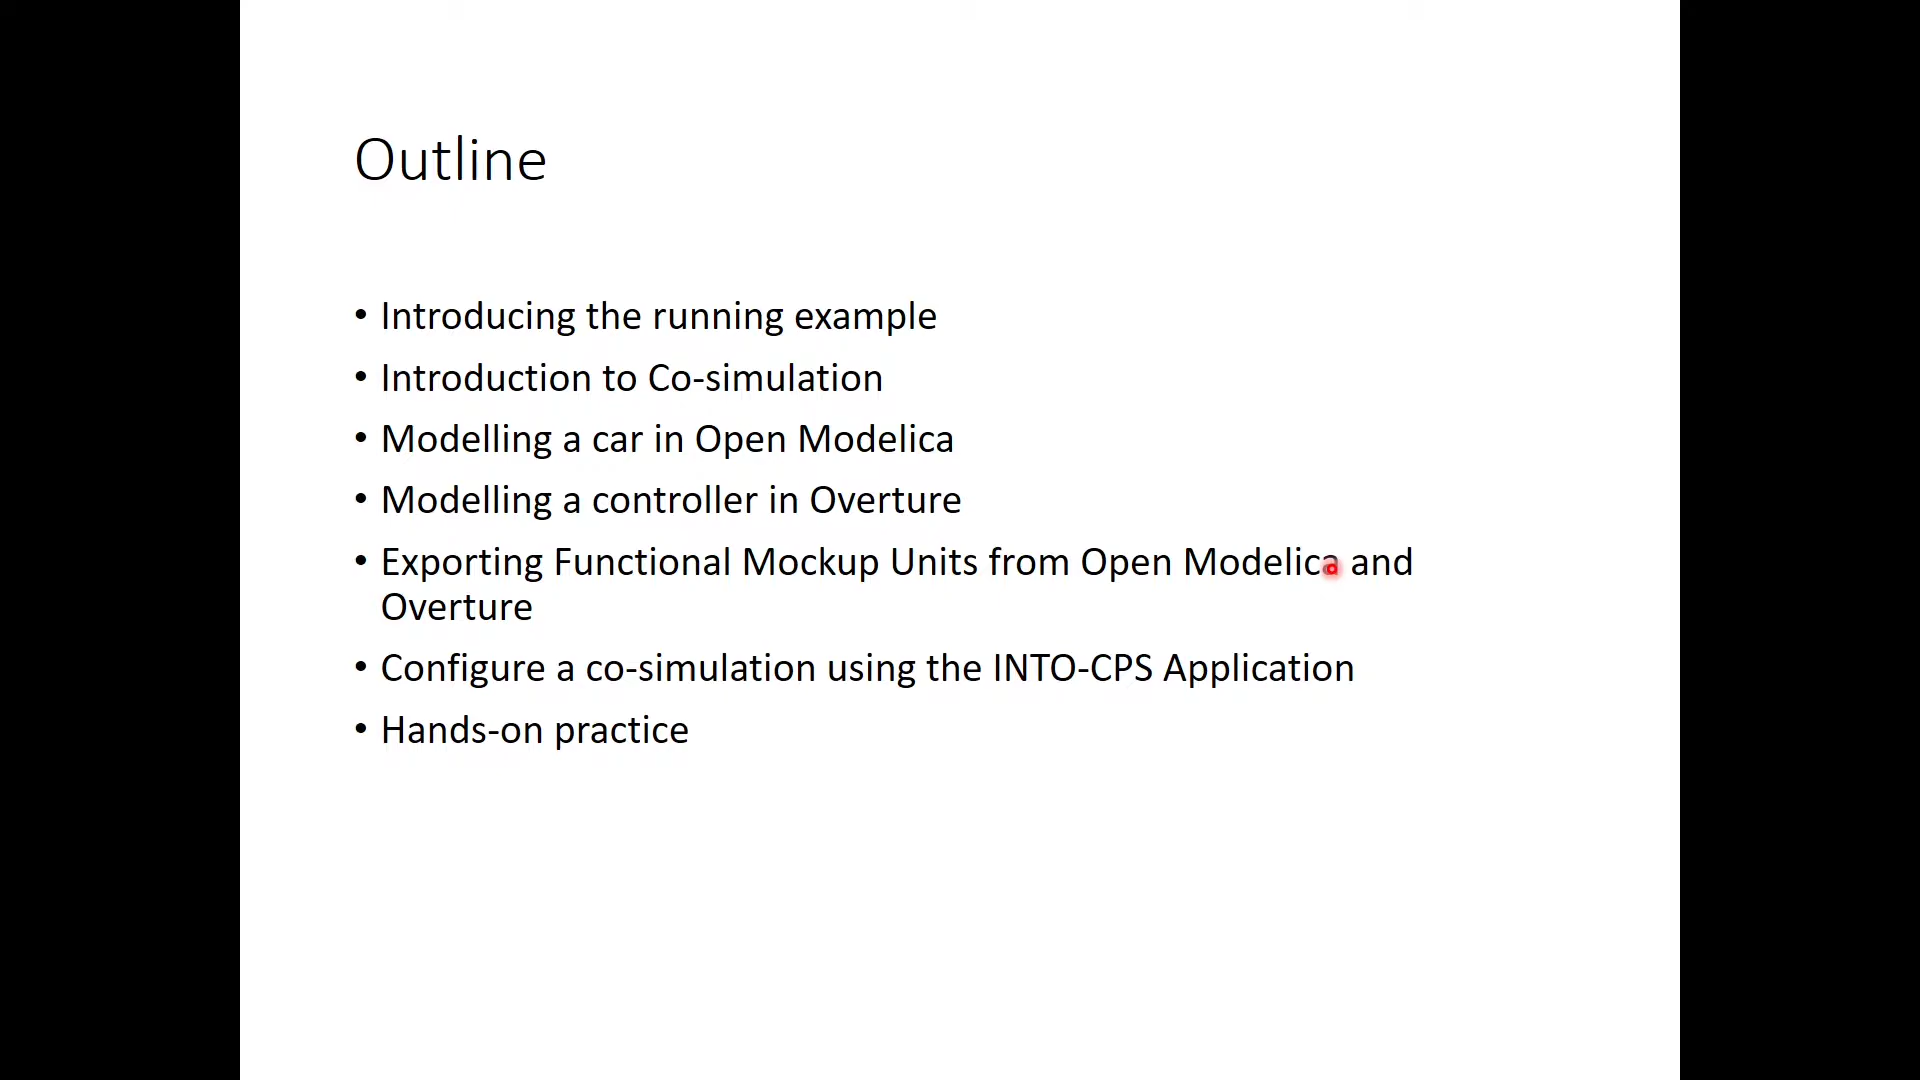 Outline
• Introducing the running example
• Introduction to Co-simulation
• Modelling a car in Open Modelica
• Modelling a controller in Overture
• Exporting Functional Mockup Units from Open Modelica and
Overture
• Configure a co-simulation using the INTO-CPS Application
• Hands-on practice